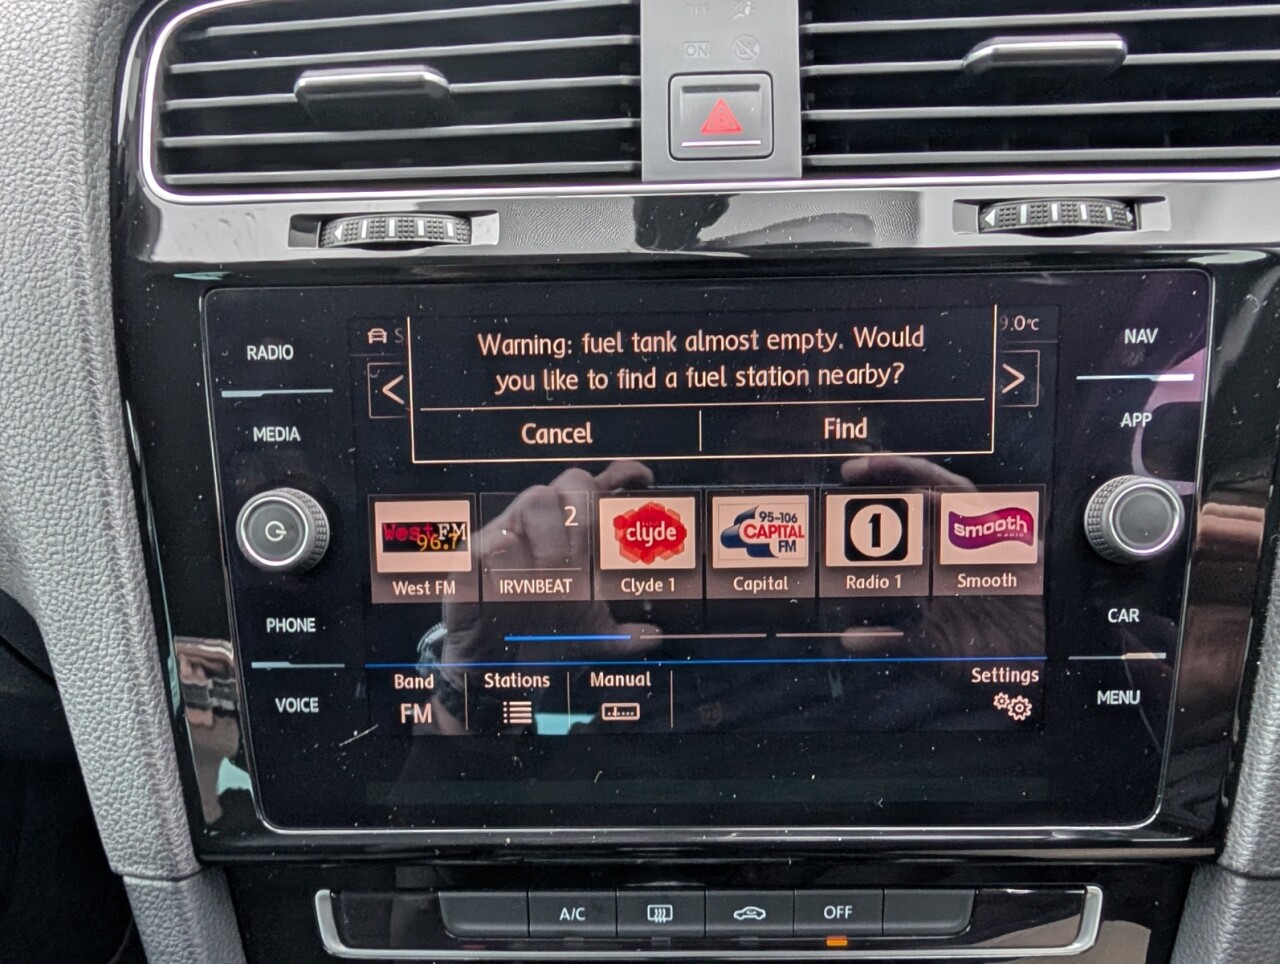 ON
RADIO
MEDIA
PHONE
VOICE
NAV
APP
CAR
MENU
9.0°C
Warning: fuel tank almost empty. Would
you like to find a fuel station nearby?
Cancel
Find
West FM
96.7
2
clyde
95-106
CAPITAL
FM
1
smooth
RADIO
West FM
IRVNBEAT
Clyde 1
Capital
Radio 1
Smooth
Band
FM
Stations
Manual
Settings
A/C
OFF